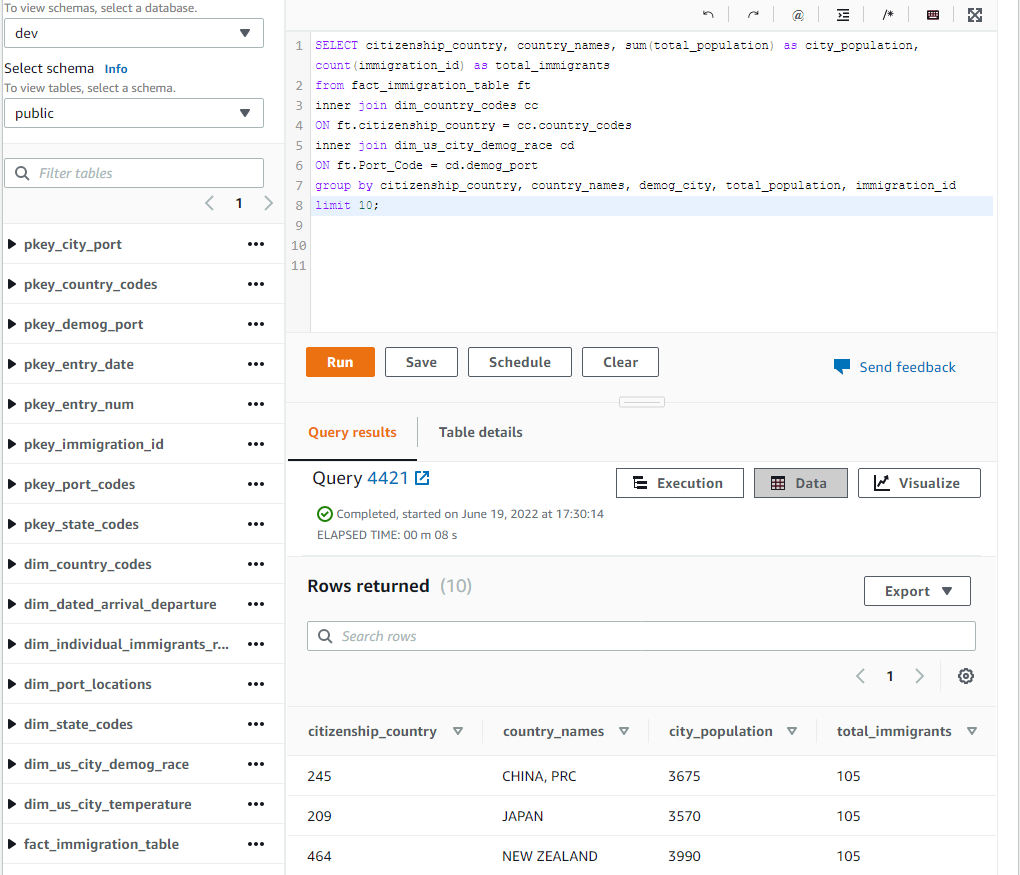 To view schemas, select a database.
dev
Select schema Info
To view tables, select a schema.
public
Filter tables
1
pkey_city_port
pkey_country_codes
pkey_demog_port
pkey_entry_date
pkey_entry_num
pkey_immigration_id
pkey_port_codes
pkey_state_codes
dim_country_codes
dim_dated_arrival_departure
dim_individual_immigrants_r...
dim_port_locations
dim_state_codes
dim_us_city_demog_race
dim_us_city_temperature
fact_immigration_table
@ /*
1 SELECT citizenship_country, country_names, sum(total_population) as city_population,
count(immigration_id) as total_immigrants
2 from fact_immigration_table ft
3 inner join dim_country_codes cc
4 ON ft.citizenship_country = cc.country_codes
5 inner join dim_us_city_demog_race cd
6 ON ft.Port_Code = cd.demog_port
7 group by citizenship_country, country_names, demog_city, total_population, immigration_id
8 limit 10;
9
10
11
Run Save Schedule Clear Send feedback
Query results Table details
Query 4421 Execution Data Visualize
Completed, started on June 19, 2022 at 17:30:14
ELAPSED TIME: 00 m 08 s
Rows returned (10) Export
Search rows
1
citizenship_country country_names city_population total_immigrants
245 CHINA, PRC 3675 105
209 JAPAN 3570 105
464 NEW ZEALAND 3990 105